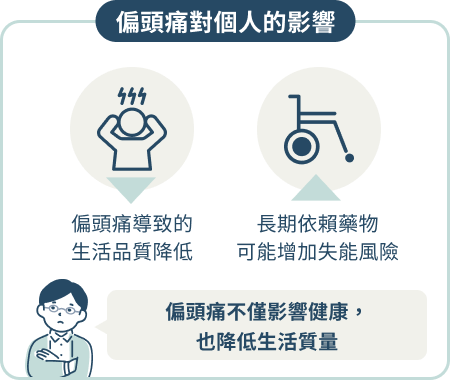 偏頭痛對個人的影響
偏頭痛導致的
生活品質降低
長期依賴藥物
可能增加失能風險
偏頭痛不僅影響健康，
也降低生活質量